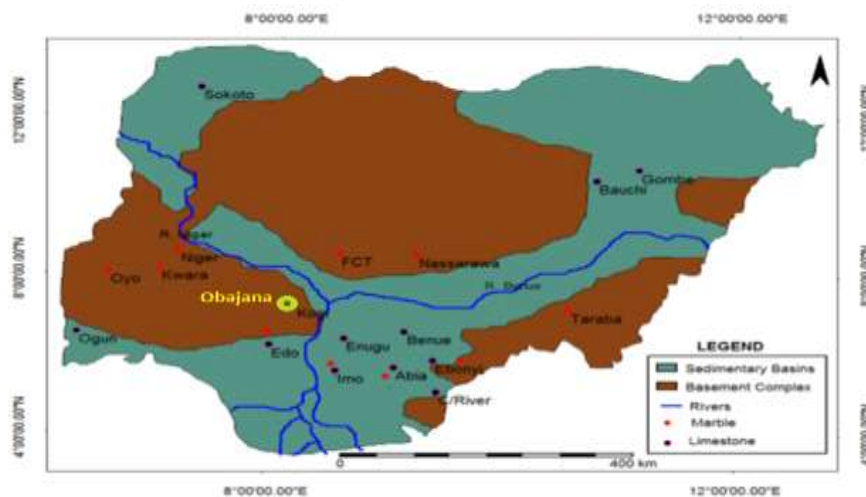 8°00'00.00"E 12°00'00.00"E
12°00'00.00"N
Sokoto
Gombe
Bauchi
R. Niger
Niger
FCT
Nassarawa
Kwara
Oyo
8°00'00.00"N
R. Benue
Obajana
Kogi
Taraba
Ogun
Edo
Enugu
Benue
Imo
Abia
Ebonyi
C/River
4°00'00.00"N
LEGEND
Sedimentary Basins
Basement Complex
Rivers
Marble
Limestone
0 400 km
8°00'00.00"E 12°00'00.00"E